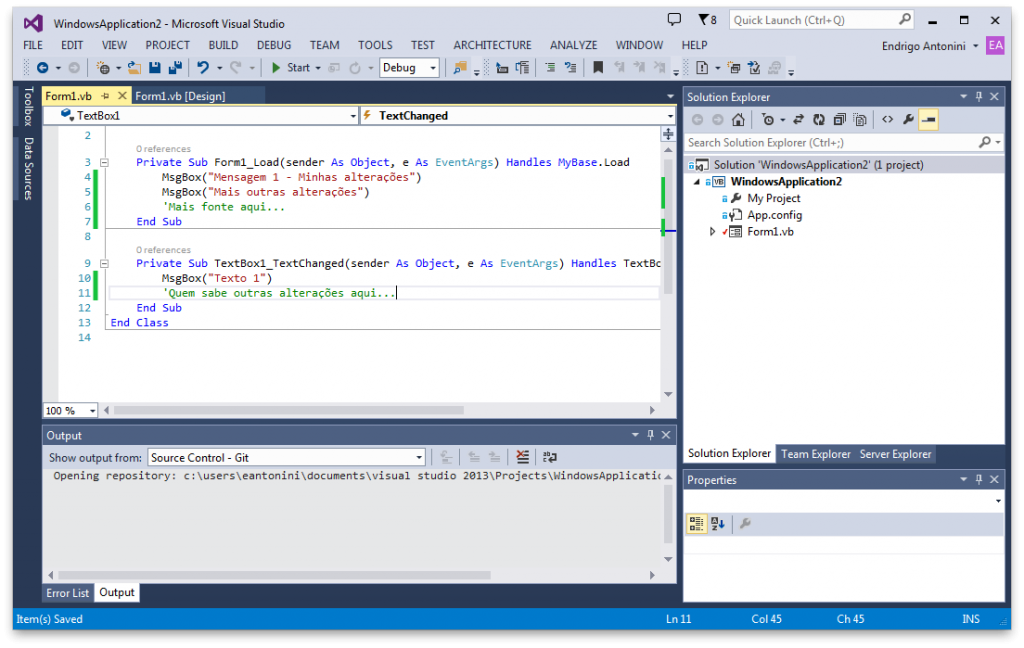 WindowsApplication2 - Microsoft Visual Studio
8
Quick Launch (Ctrl+Q)
FILE EDIT VIEW PROJECT BUILD DEBUG TEAM TOOLS TEST ARCHITECTURE ANALYZE WINDOW HELP
Endrigo Antonini EA
Start Debug
Toolbox
Data Sources
Form1.vb Form1.vb [Design]
TextBox1 TextChanged
2
0 references
3 Private Sub Form1_Load(sender As Object, e As EventArgs) Handles MyBase.Load
4 MsgBox("Mensagem 1 - Minhas alterações")
5 MsgBox("Mais outras alterações")
6 'Mais fonte aqui...
7 End Sub
8
0 references
9 Private Sub TextBox1_TextChanged(sender As Object, e As EventArgs) Handles TextBo
10 MsgBox("Texto 1")
11 'Quem sabe outras alterações aqui...
12 End Sub
13 End Class
14
100 %
Output
Show output from: Source Control - Git
Opening repository: c:\users\eantonini\documents\visual studio 2013\Projects\WindowsApplicatic
Error List Output
Solution Explorer
Search Solution Explorer (Ctrl+;)
Solution 'WindowsApplication2' (1 project)
VB WindowsApplication2
My Project
App.config
Form1.vb
Solution Explorer Team Explorer Server Explorer
Properties
Item(s) Saved Ln 11 Col 45 Ch 45 INS